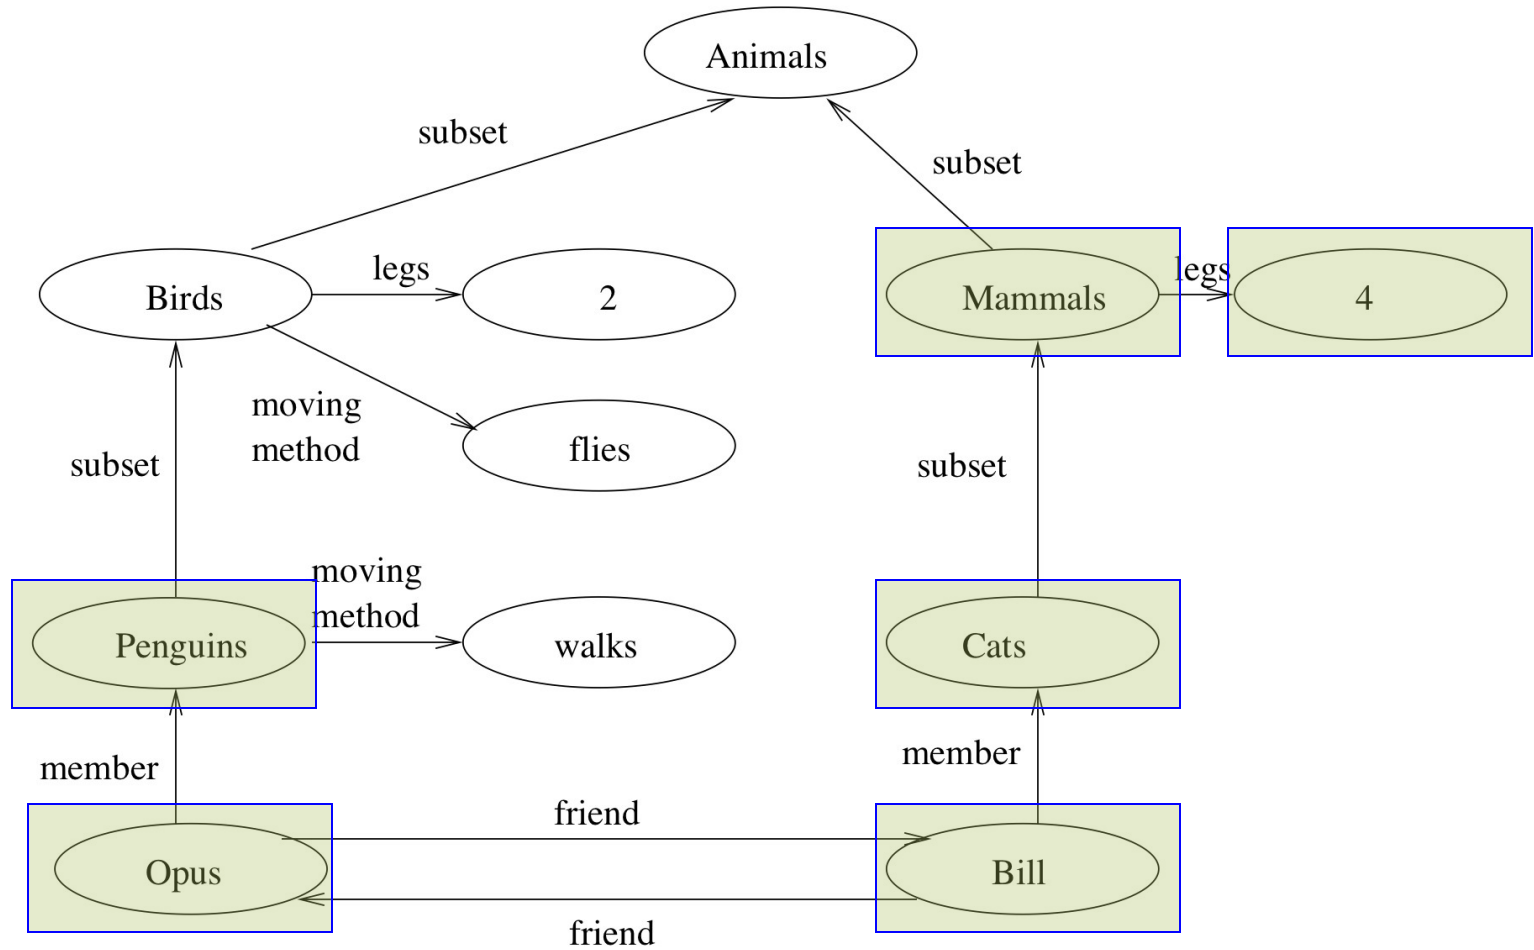 Animals
subset
subset
Birds
legs
2
Mammals
legs
4
moving
method
flies
subset
subset
Penguins
moving
method
walks
Cats
member
member
Opus
friend
Bill
friend